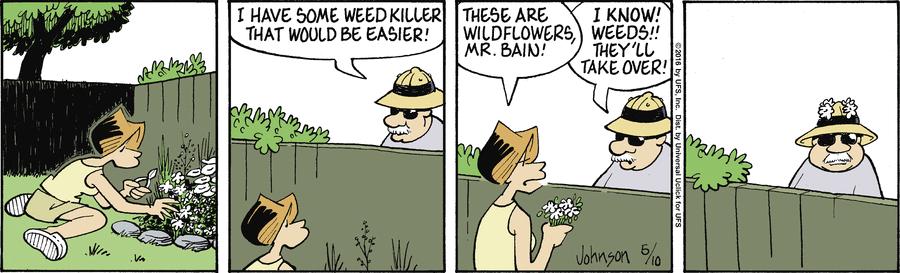 I HAVE SOME WEED KILLER
THAT WOULD BE EASIER!
THESE ARE
WILDFLOWERS,
MR. BAIN!
I KNOW!
WEEDS!!
THEY'LL
TAKE OVER!
Johnson 5/10
©2016 by UFS, Inc. Dist. by Universal Uclick for UFS